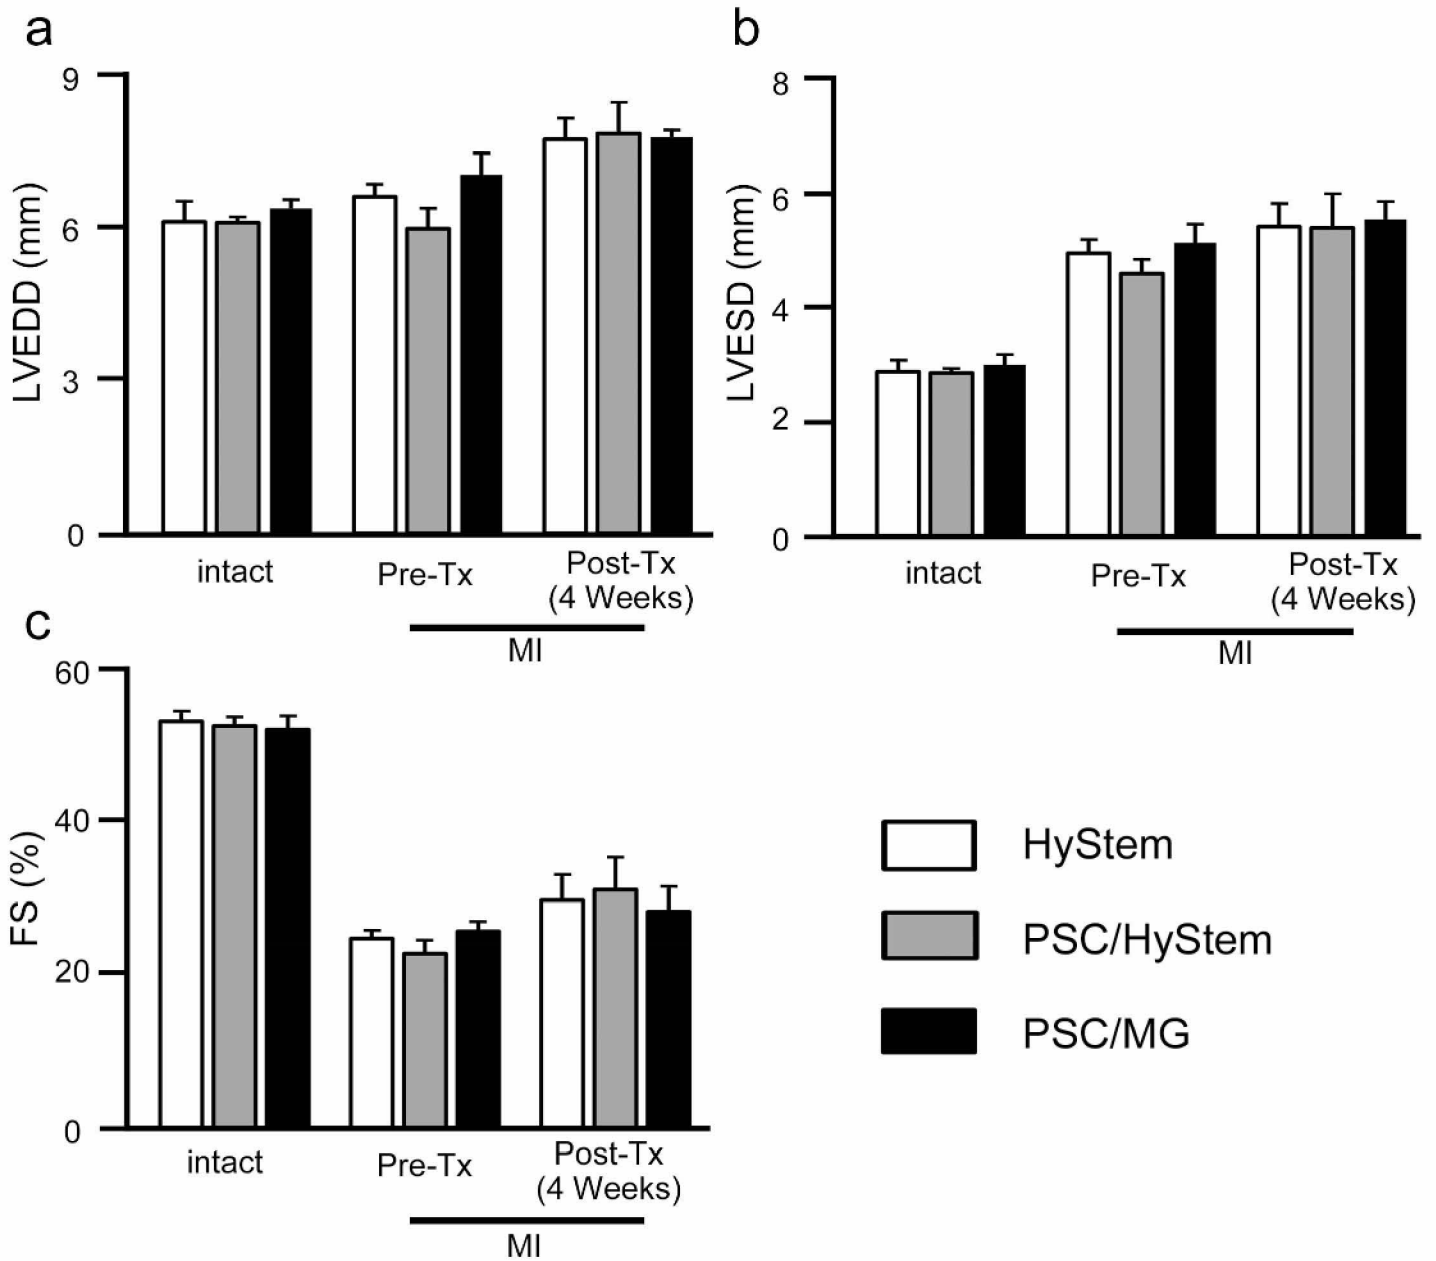 a
9
6
3
0
LVEDD (mm)
intact
Pre-Tx
Post-Tx
(4 Weeks)
MI
b
8
6
4
2
0
LVESD (mm)
intact
Pre-Tx
Post-Tx
(4 Weeks)
MI
c
60
40
20
0
FS (%)
intact
Pre-Tx
Post-Tx
(4 Weeks)
MI
HyStem
PSC/HyStem
PSC/MG